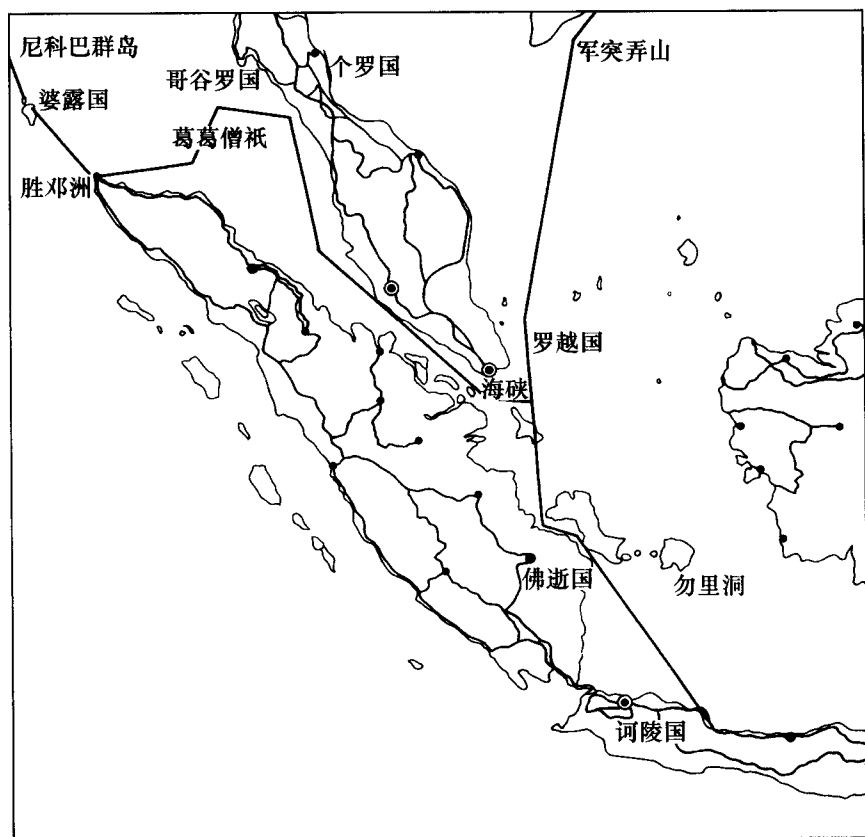 尼科巴群岛
军突弄山
个罗国
哥谷罗国
婆露国
葛葛僧祇
胜邓洲
罗越国
海峡
佛逝国
勿里洞
诃陵国